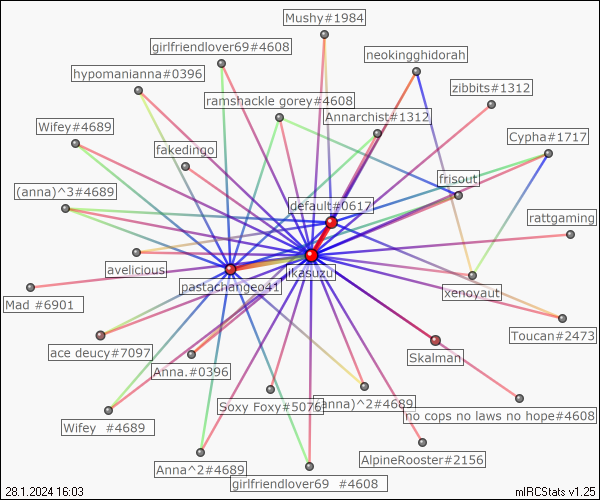 Mushy#1984
girlfriendlover69#4608
neokingghidorah
hypomanianna#0396
zibbits#1312
ramshackle gorey#4608
Annarchist#1312
Wifey#4689
Cypha#1717
fakedingo
frisout
(anna)^3#4689
default#0617
rattgaming
avelicious
ikasuzu
pastachangeo41
xenoyaut
Mad #6901
Toucan#2473
ace deucy#7097
Skalman
Anna.#0396
Soxy Foxy#5076
(anna)^2#4689
no cops no laws no hope#4608
Wifey #4689
AlpineRooster#2156
Anna^2#4689
girlfriendlover69 #4608
28.1.2024 16:03
mIRCStats v1.25